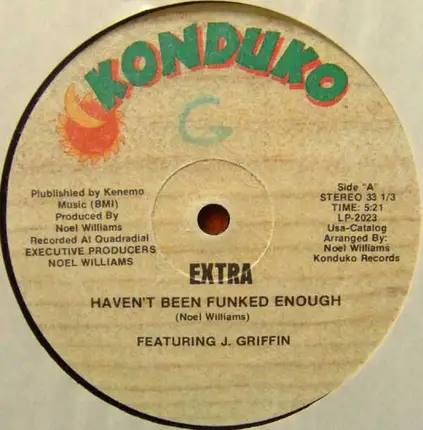 KONDUKO
G
Plublishied by Kenemo
Music (BMI)
Produced By
Noel Williams
Recorded At Quadradial
EXECUTIVE PRODUCERS
NOEL WILLIAMS
Side "A"
STEREO 33 1/3
TIME: 5:21
LP-2023
Usa-Catalog
Arranged By:
Noel Williams
Konduko Records
EXTRA
HAVEN'T BEEN FUNKED ENOUGH
(Noel Williams)
FEATURING J. GRIFFIN